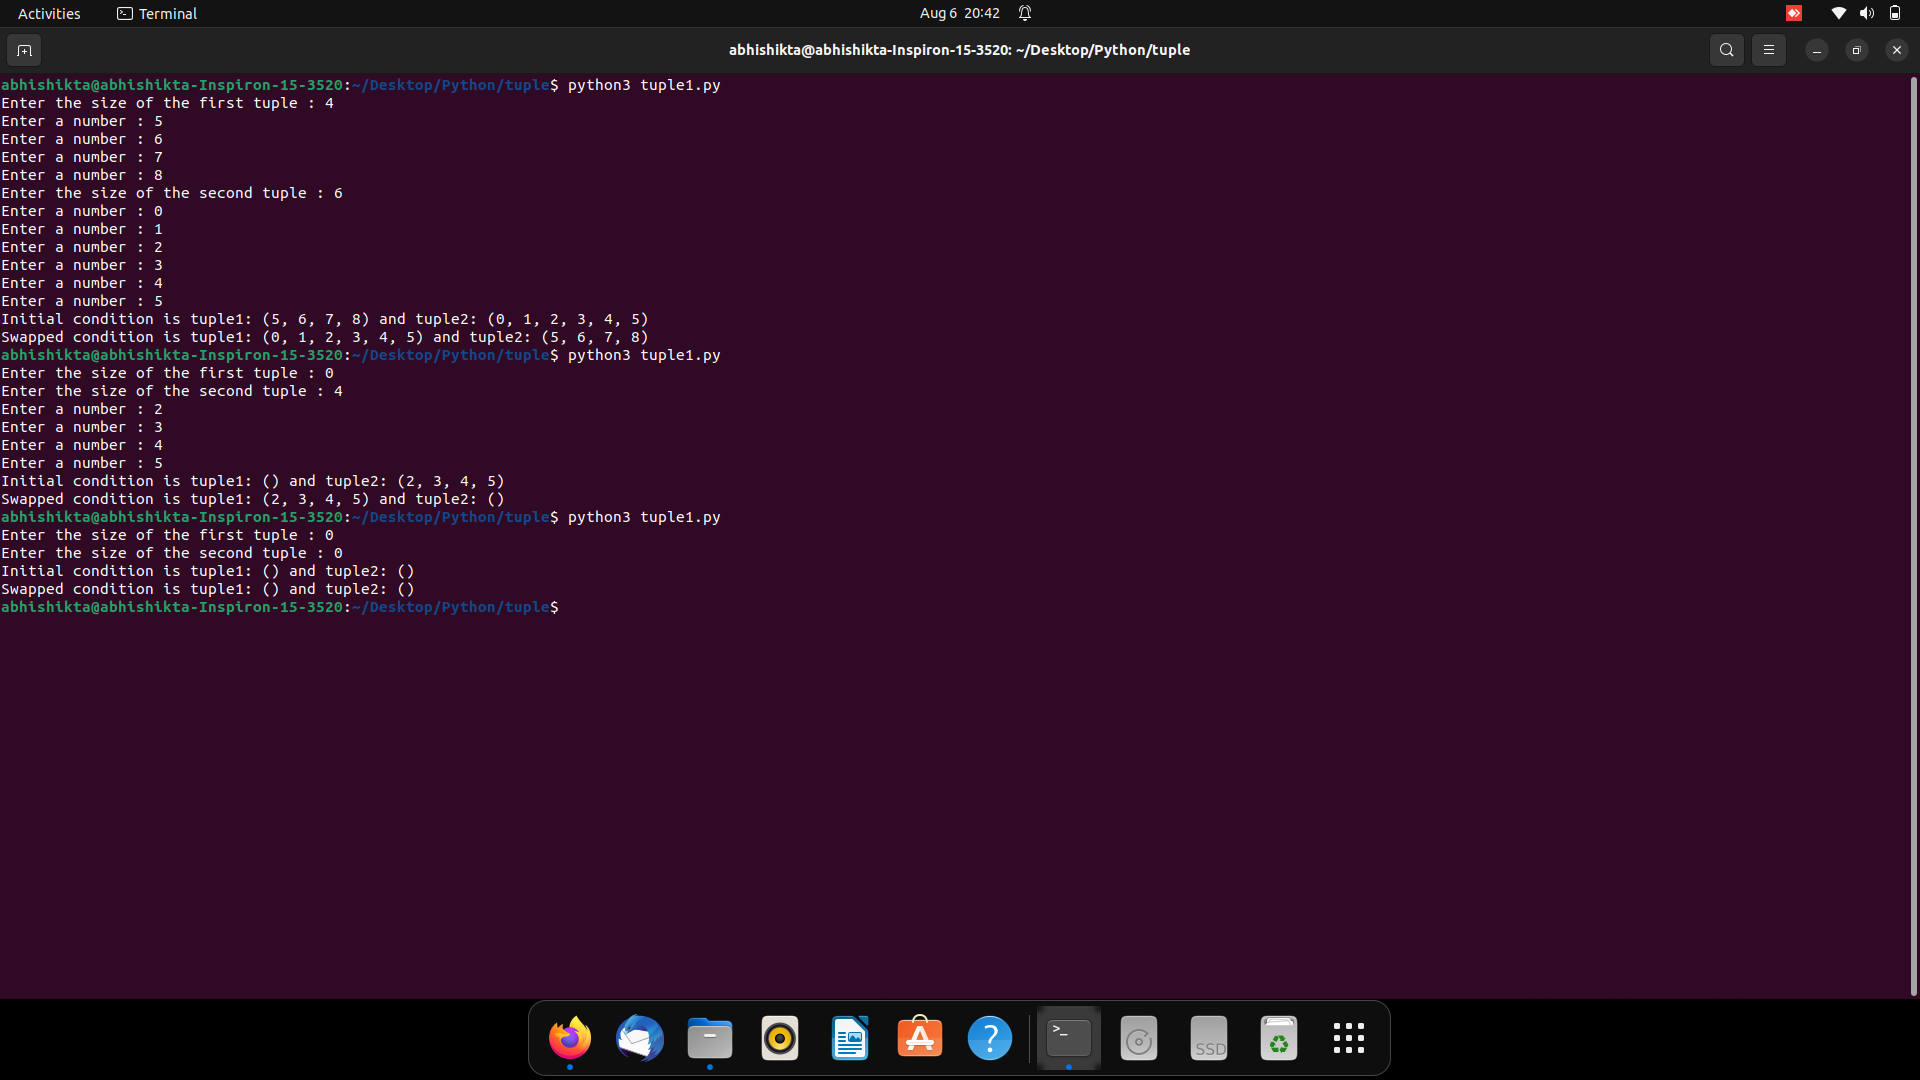 Activities Terminal Aug 6 20:42
abhishikta@abhishikta-Inspiron-15-3520: ~/Desktop/Python/tuple
abhishikta@abhishikta-Inspiron-15-3520:~/Desktop/Python/tuple$ python3 tuple1.py
Enter the size of the first tuple : 4
Enter a number : 5
Enter a number : 6
Enter a number : 7
Enter a number : 8
Enter the size of the second tuple : 6
Enter a number : 0
Enter a number : 1
Enter a number : 2
Enter a number : 3
Enter a number : 4
Enter a number : 5
Initial condition is tuple1: (5, 6, 7, 8) and tuple2: (0, 1, 2, 3, 4, 5)
Swapped condition is tuple1: (0, 1, 2, 3, 4, 5) and tuple2: (5, 6, 7, 8)
abhishikta@abhishikta-Inspiron-15-3520:~/Desktop/Python/tuple$ python3 tuple1.py
Enter the size of the first tuple : 0
Enter the size of the second tuple : 4
Enter a number : 2
Enter a number : 3
Enter a number : 4
Enter a number : 5
Initial condition is tuple1: () and tuple2: (2, 3, 4, 5)
Swapped condition is tuple1: (2, 3, 4, 5) and tuple2: ()
abhishikta@abhishikta-Inspiron-15-3520:~/Desktop/Python/tuple$ python3 tuple1.py
Enter the size of the first tuple : 0
Enter the size of the second tuple : 0
Initial condition is tuple1: () and tuple2: ()
Swapped condition is tuple1: () and tuple2: ()
abhishikta@abhishikta-Inspiron-15-3520:~/Desktop/Python/tuple$
SSD